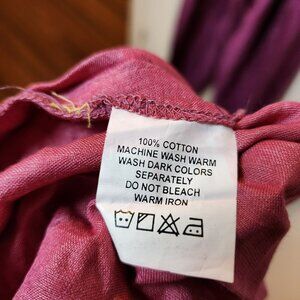 100% COTTON
MACHINE WASH WARM
WASH DARK COLORS
SEPARATELY
DO NOT BLEACH
WARM IRON